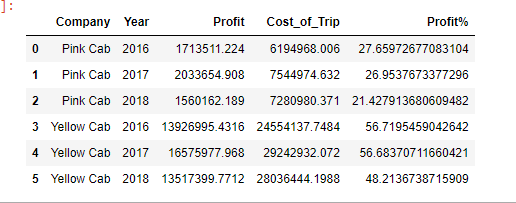 ]:
Company Year Profit Cost_of_Trip Profit%
0 Pink Cab 2016 1713511.224 6194968.006 27.65972677083104
1 Pink Cab 2017 2033654.908 7544974.632 26.9537673377296
2 Pink Cab 2018 1560162.189 7280980.371 21.427913680609482
3 Yellow Cab 2016 13926995.4316 24554137.7484 56.7195459042642
4 Yellow Cab 2017 16575977.968 29242932.072 56.68370711660421
5 Yellow Cab 2018 13517399.7712 28036444.1988 48.2136738715909